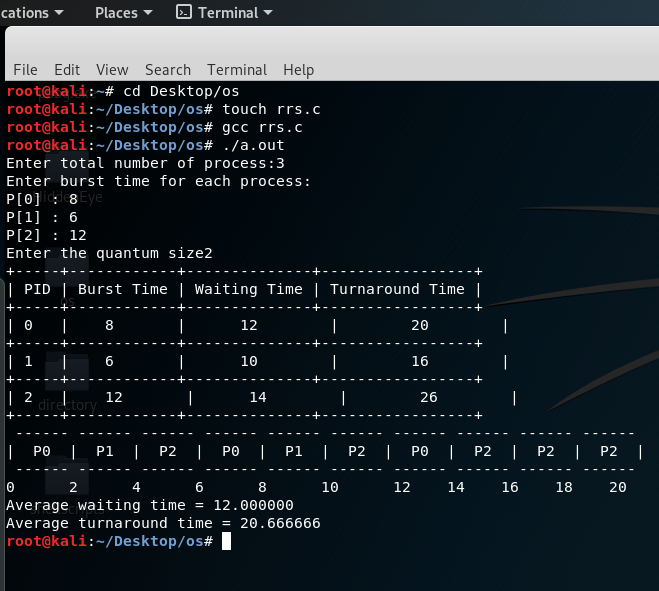 cations Places Terminal
File Edit View Search Terminal Help
root@kali:~# cd Desktop/os
root@kali:~/Desktop/os# touch rrs.c
root@kali:~/Desktop/os# gcc rrs.c
root@kali:~/Desktop/os# ./a.out
Enter total number of process:3
Enter burst time for each process:
P[0] : 8
P[1] : 6
P[2] : 12
Enter the quantum size2
+-----+------------+--------------+-----------------+
| PID | Burst Time | Waiting Time | Turnaround Time |
+-----+------------+--------------+-----------------+
| 0   |    8       |      12        |        20        |
+-----+------------+--------------+-----------------+
| 1   |    6       |      10        |        16        |
+-----+------------+--------------+-----------------+
| 2   |    12       |      14        |        26        |
+-----+------------+--------------+-----------------+
 ------ ------ ------ ------ ------ ------ ------ ------ ------ ------
|  P0  |  P1  |  P2  |  P0  |  P1  |  P2  |  P0  |  P2  |  P2  |  P2  |
 ------ ------ ------ ------ ------ ------ ------ ------ ------ ------
0      2      4      6      8      10      12    14    16    18    20
Average waiting time = 12.000000
Average turnaround time = 20.666666
root@kali:~/Desktop/os#